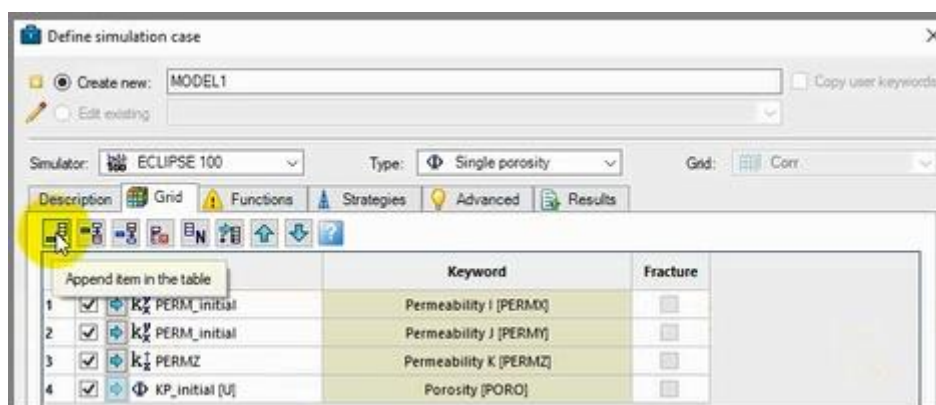 Define simulation case
Create new: MODEL1 Copy user keywords
Edit existing
Simulator: ECLIPSE 100 Type: Φ Single porosity Grid: Corr
Description Grid Functions Strategies Advanced Results
Append item in the table Keyword Fracture
1 PERM_initial Permeability I [PERMX]
2 PERM_initial Permeability J [PERMY]
3 PERMZ Permeability K [PERMZ]
4 Φ KP_initial [U] Porosity [PORO]